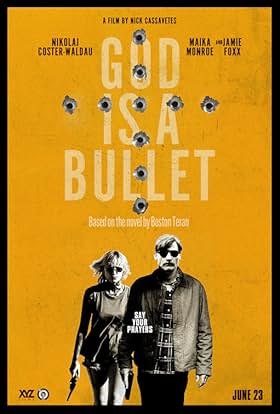 A FILM BY NICK CASSAVETES
NIKOLAJ
COSTER-WALDAU
MAIKA
MONROE
AND JAMIE
FOXX
GOD
IS A
BULLET
Based on the novel by Boston Teran
SAY
YOUR
PRAYERS
XYZ
JUNE 23